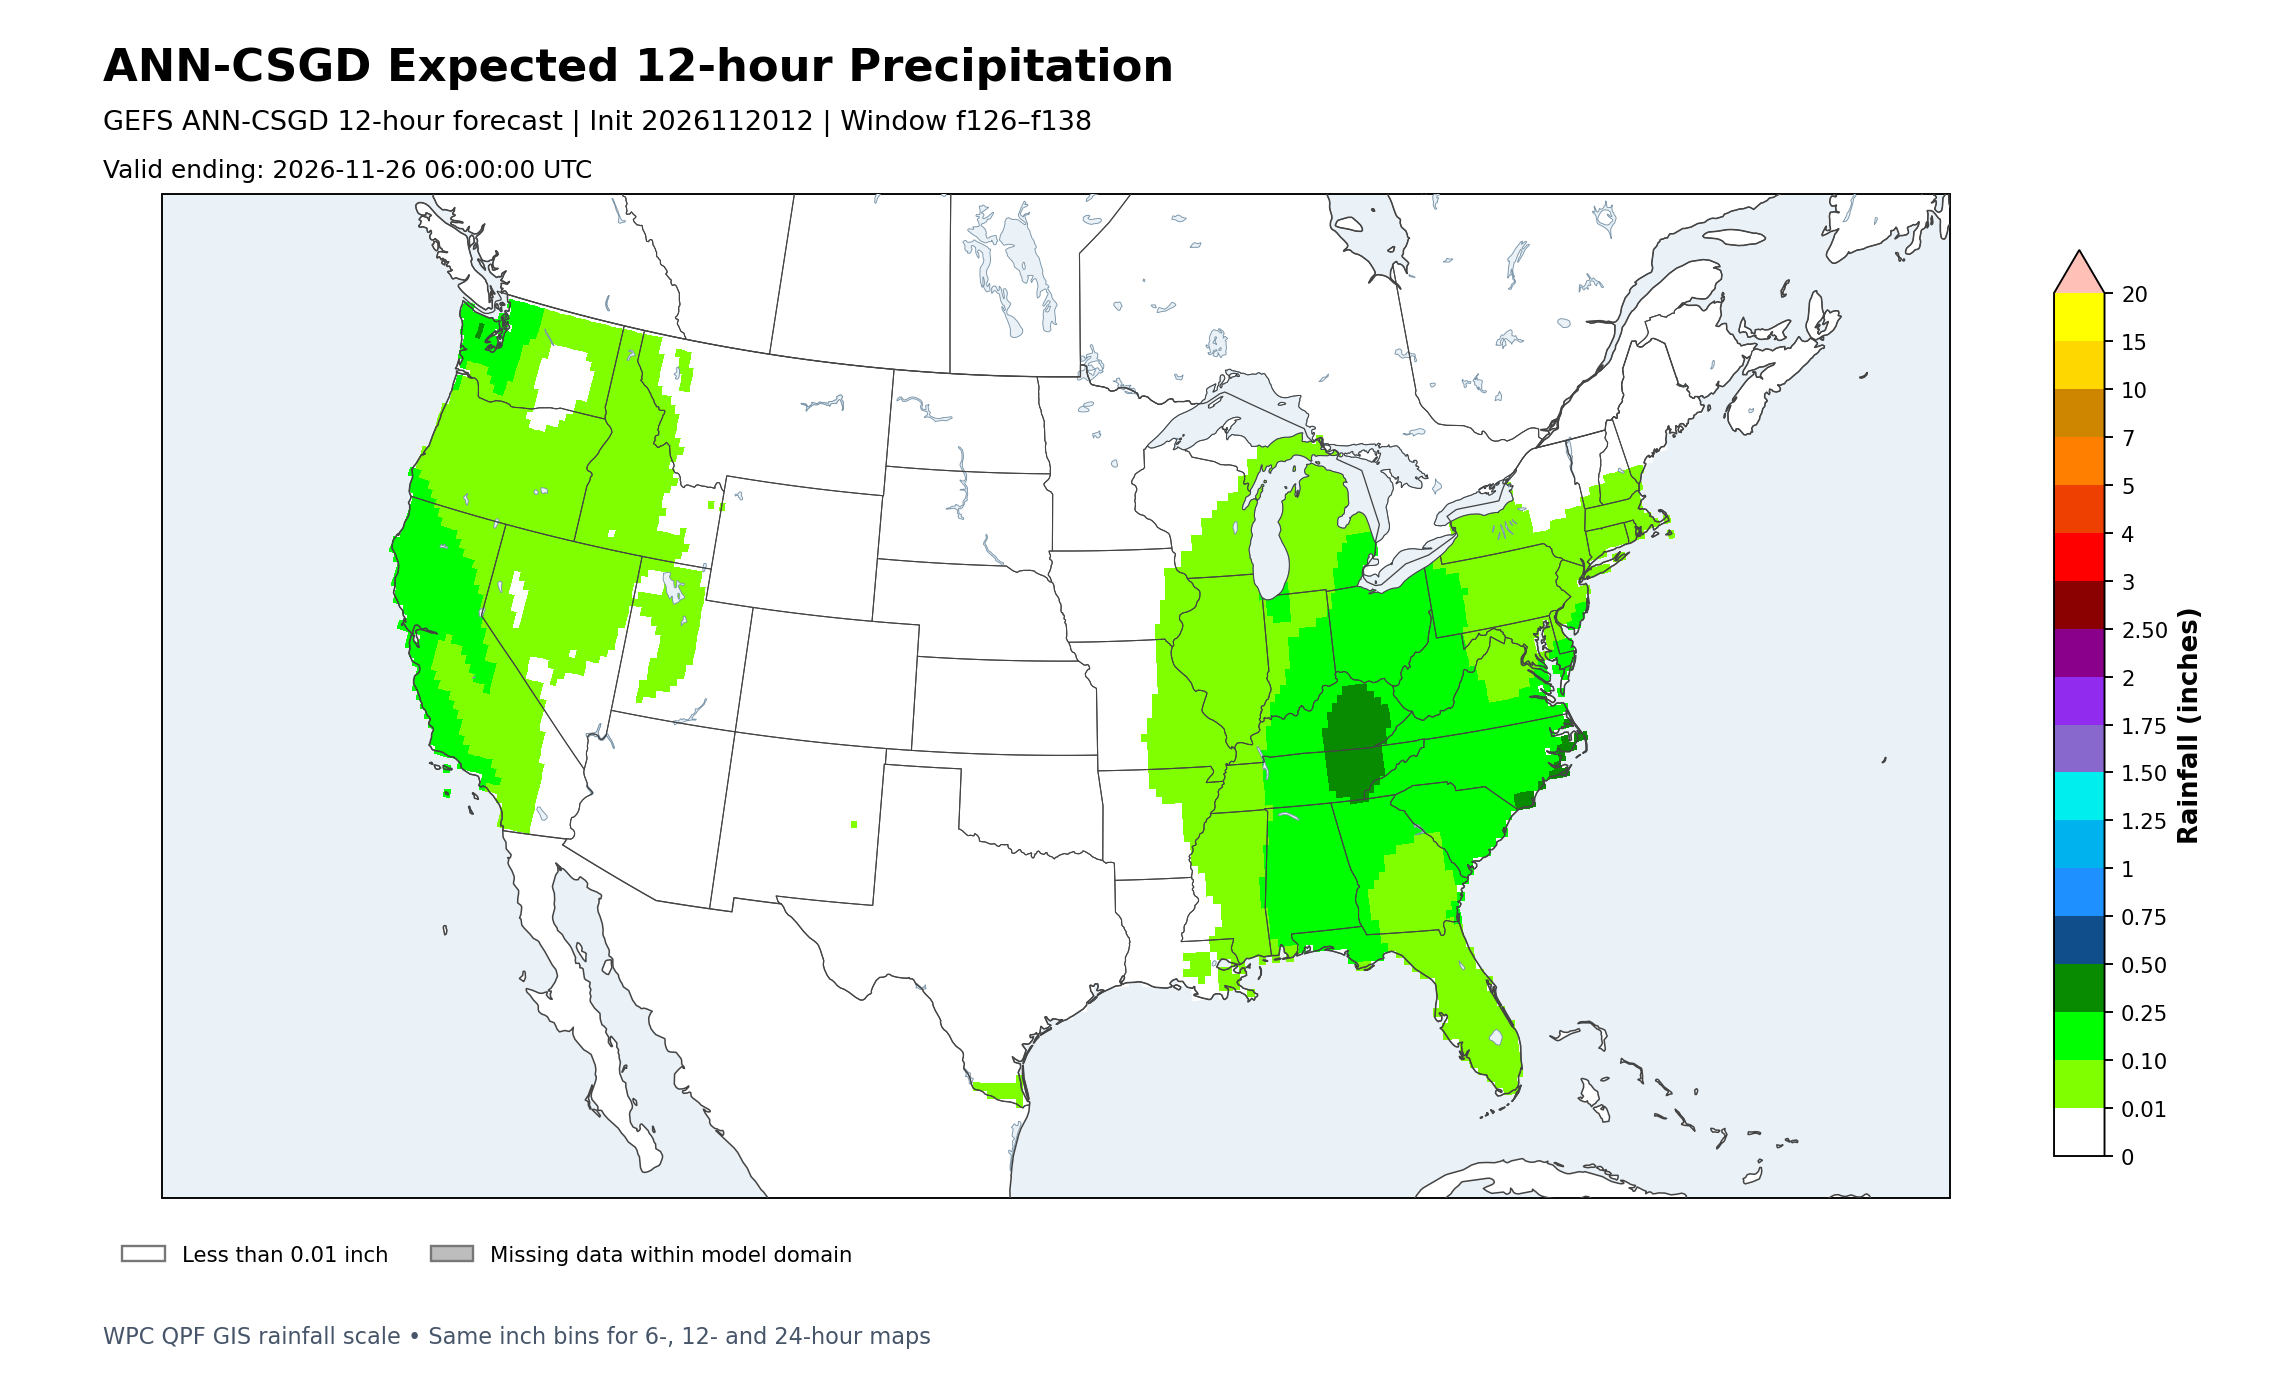 ANN-CSGD Expected 12-hour Precipitation
GEFS ANN-CSGD 12-hour forecast | Init 2026112012 | Window f126–f138
Valid ending: 2026-11-26 06:00:00 UTC
20
15
10
7
5
4
3
2.50
2
1.75
1.50
1.25
1
0.75
0.50
0.25
0.10
0.01
0
Rainfall (inches)
Less than 0.01 inch
Missing data within model domain
WPC QPF GIS rainfall scale • Same inch bins for 6-, 12- and 24-hour maps